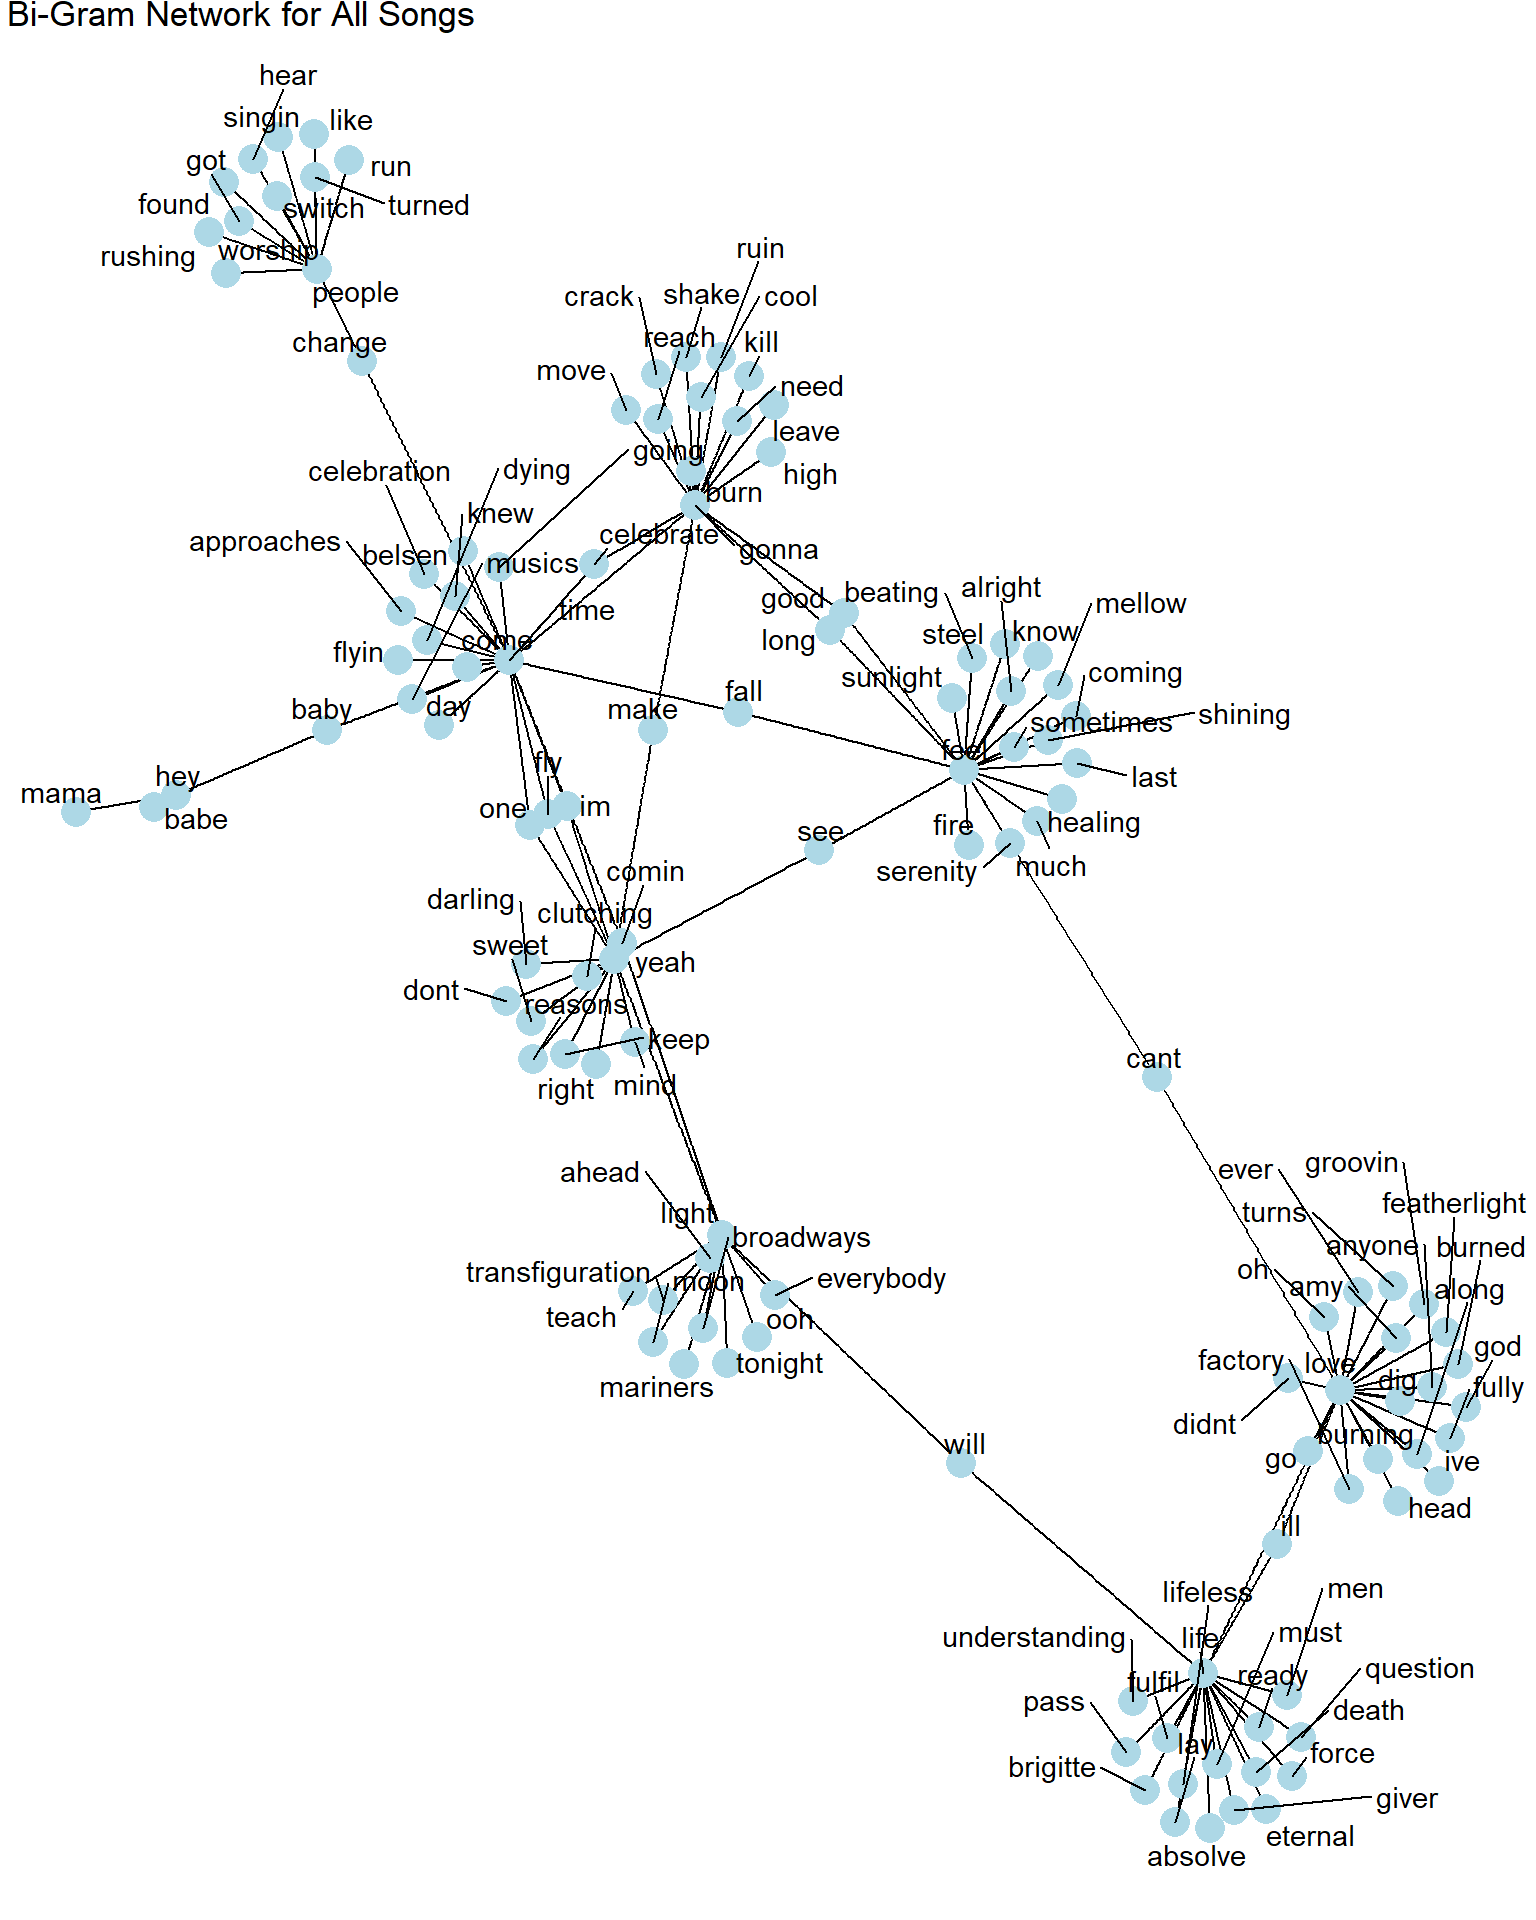 Bi-Gram Network for All Songs
hear
singin
like
got
run
found
switch
turned
rushing
worship
people
change
ruin
crack
shake
cool
reach
kill
move
need
leave
going
high
burn
celebration
dying
knew
celebrate
gonna
approaches
belsen
musics
time
good
beating
alright
mellow
long
steel
know
come
flyin
sunlight
coming
baby
day
make
fall
sometimes
shining
feel
fly
hey
last
mama
babe
one
im
see
fire
healing
serenity
much
comin
darling
clutching
sweet
yeah
dont
reasons
keep
right
mind
cant
ahead
light
broadways
transfiguration
moon
everybody
teach
ooh
tonight
mariners
ever
groovin
turns
featherlight
anyone
burned
oh
amy
along
factory
love
god
dig
fully
didnt
burning
go
ive
head
will
ill
lifeless
men
understanding
life
must
fulfil
ready
question
pass
death
lay
force
brigitte
giver
eternal
absolve